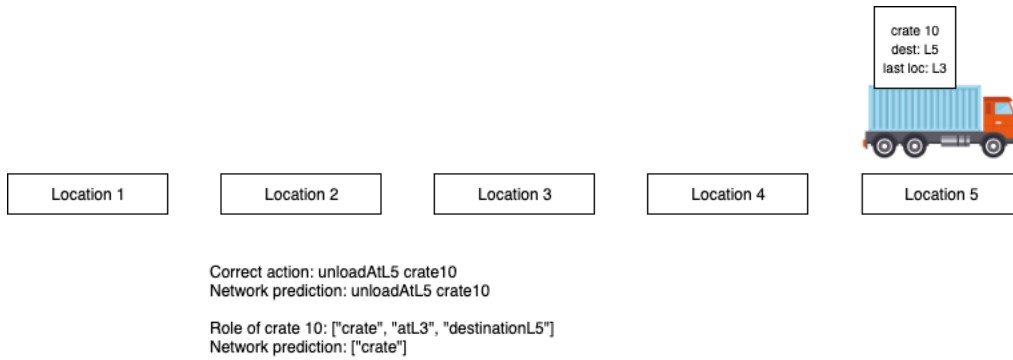 crate 10
dest: L5
last loc: L3
Location 1
Location 2
Location 3
Location 4
Location 5
Correct action: unloadAtL5 crate10
Network prediction: unloadAtL5 crate10
Role of crate 10: ["crate", "atL3", "destinationL5"]
Network prediction: ["crate"]